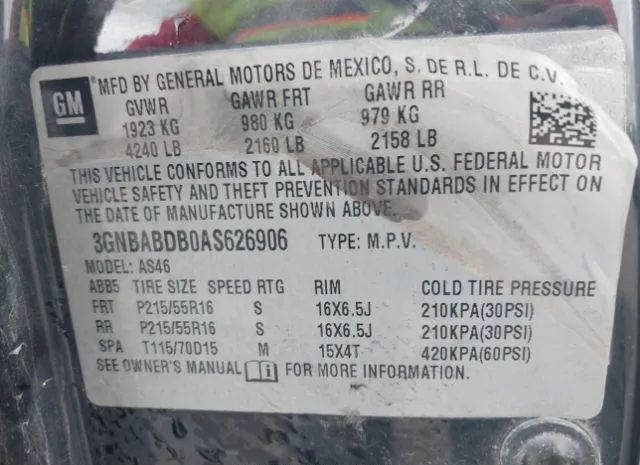 GM
MFD BY GENERAL MOTORS DE MEXICO, S. DE R.L. DE C.V.
GVWR GAWR FRT GAWR RR
1923 KG 980 KG 979 KG
4240 LB 2160 LB 2158 LB
THIS VEHICLE CONFORMS TO ALL APPLICABLE U.S. FEDERAL MOTOR
VEHICLE SAFETY AND THEFT PREVENTION STANDARDS IN EFFECT ON
THE DATE OF MANUFACTURE SHOWN ABOVE.
3GNBABDB0AS626906 TYPE: M.P.V.
MODEL: AS46
ABB5 TIRE SIZE SPEED RTG RIM COLD TIRE PRESSURE
FRT P215/55R16 S 16X6.5J 210KPA(30PSI)
RR P215/55R16 S 16X6.5J 210KPA(30PSI)
SPA T115/70D15 M 15X4T 420KPA(60PSI)
SEE OWNER'S MANUAL i FOR MORE INFORMATION.